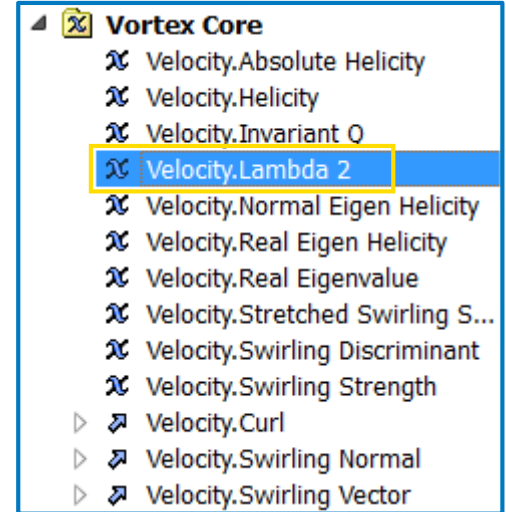 Vortex Core
Velocity.Absolute Helicity
Velocity.Helicity
Velocity.Invariant Q
Velocity.Lambda 2
Velocity.Normal Eigen Helicity
Velocity.Real Eigen Helicity
Velocity.Real Eigenvalue
Velocity.Stretched Swirling S...
Velocity.Swirling Discriminant
Velocity.Swirling Strength
Velocity.Curl
Velocity.Swirling Normal
Velocity.Swirling Vector